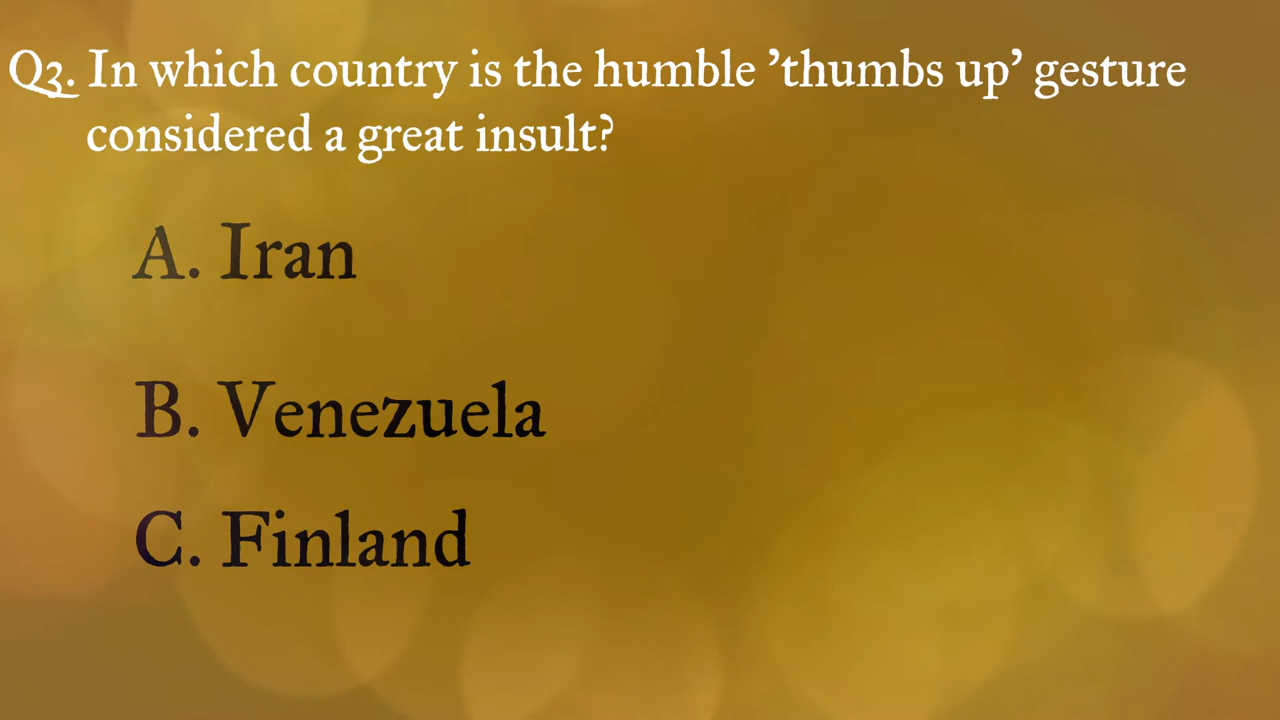 Q3. In which country is the humble ’thumbs up’ gesture
considered a great insult?
A. Iran
B. Venezuela
C. Finland